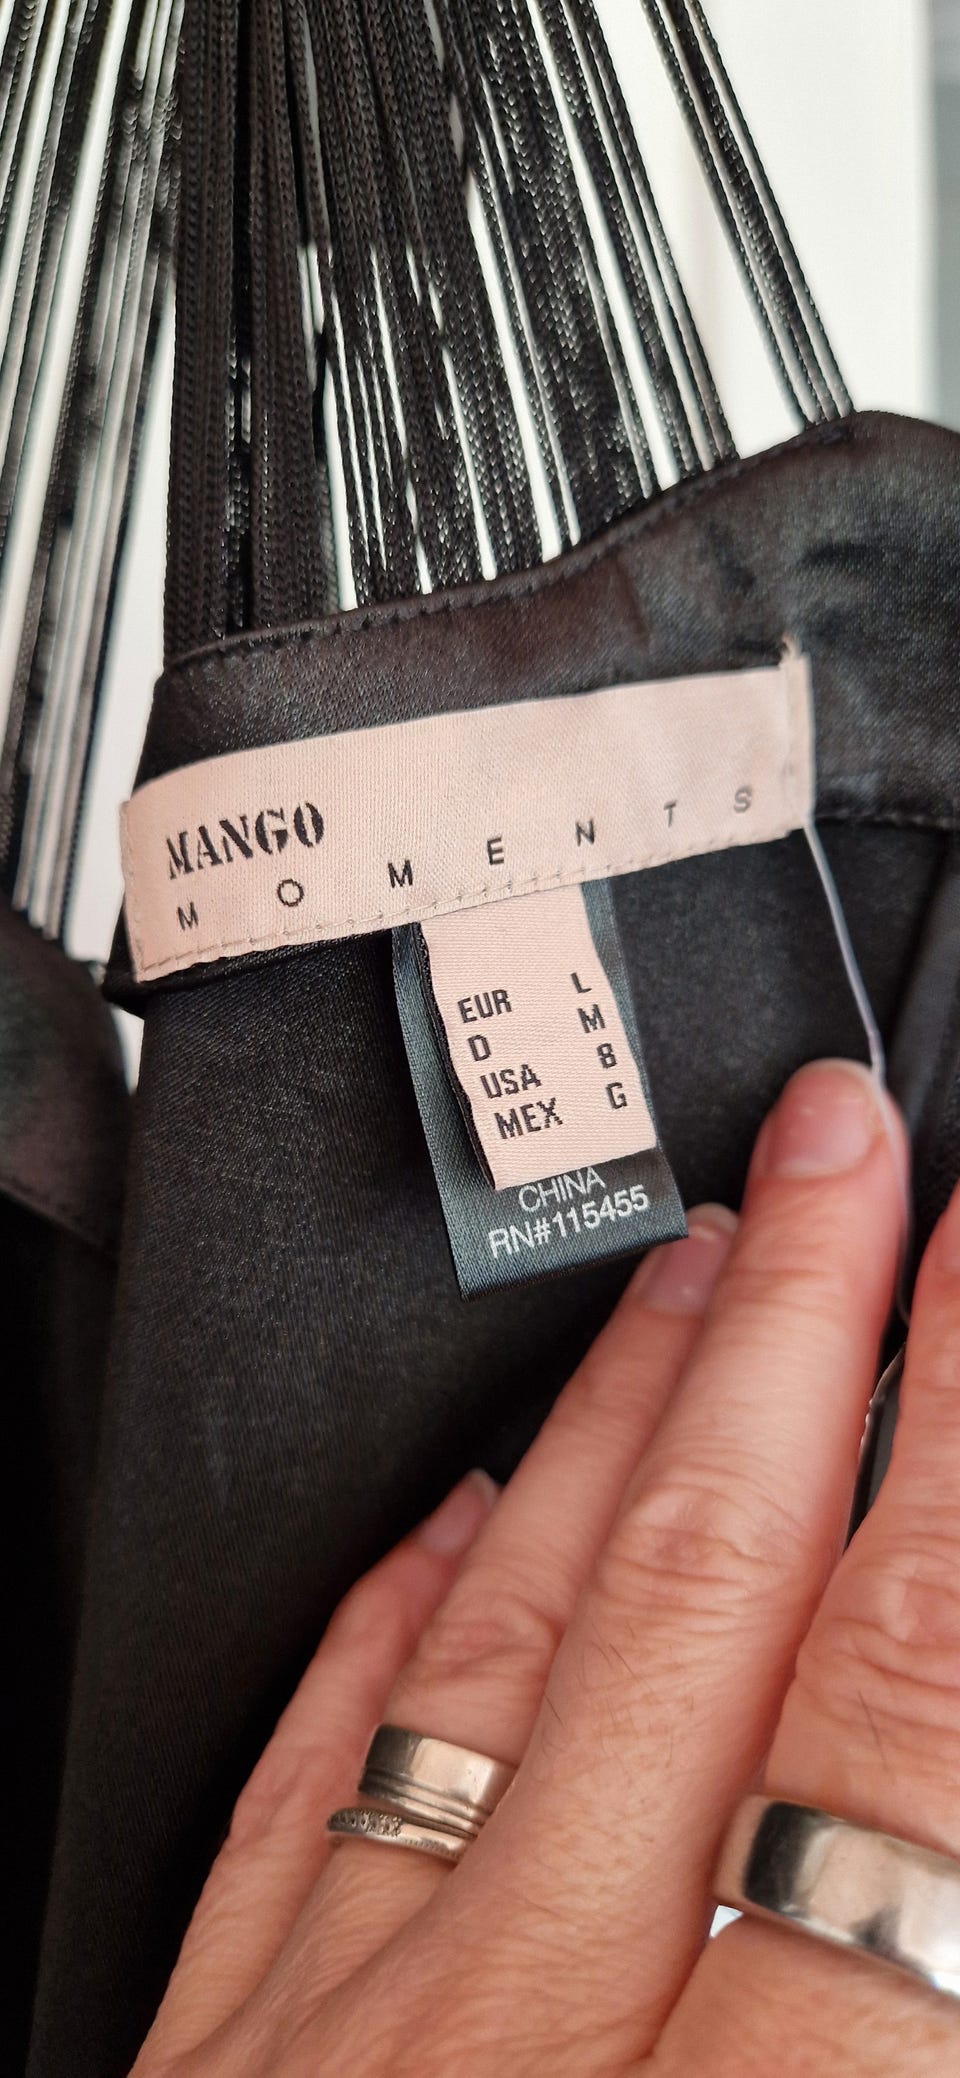 MANGO
MOMENTS
EUR L
D M
USA 8
MEX G
CHINA
RN#115455